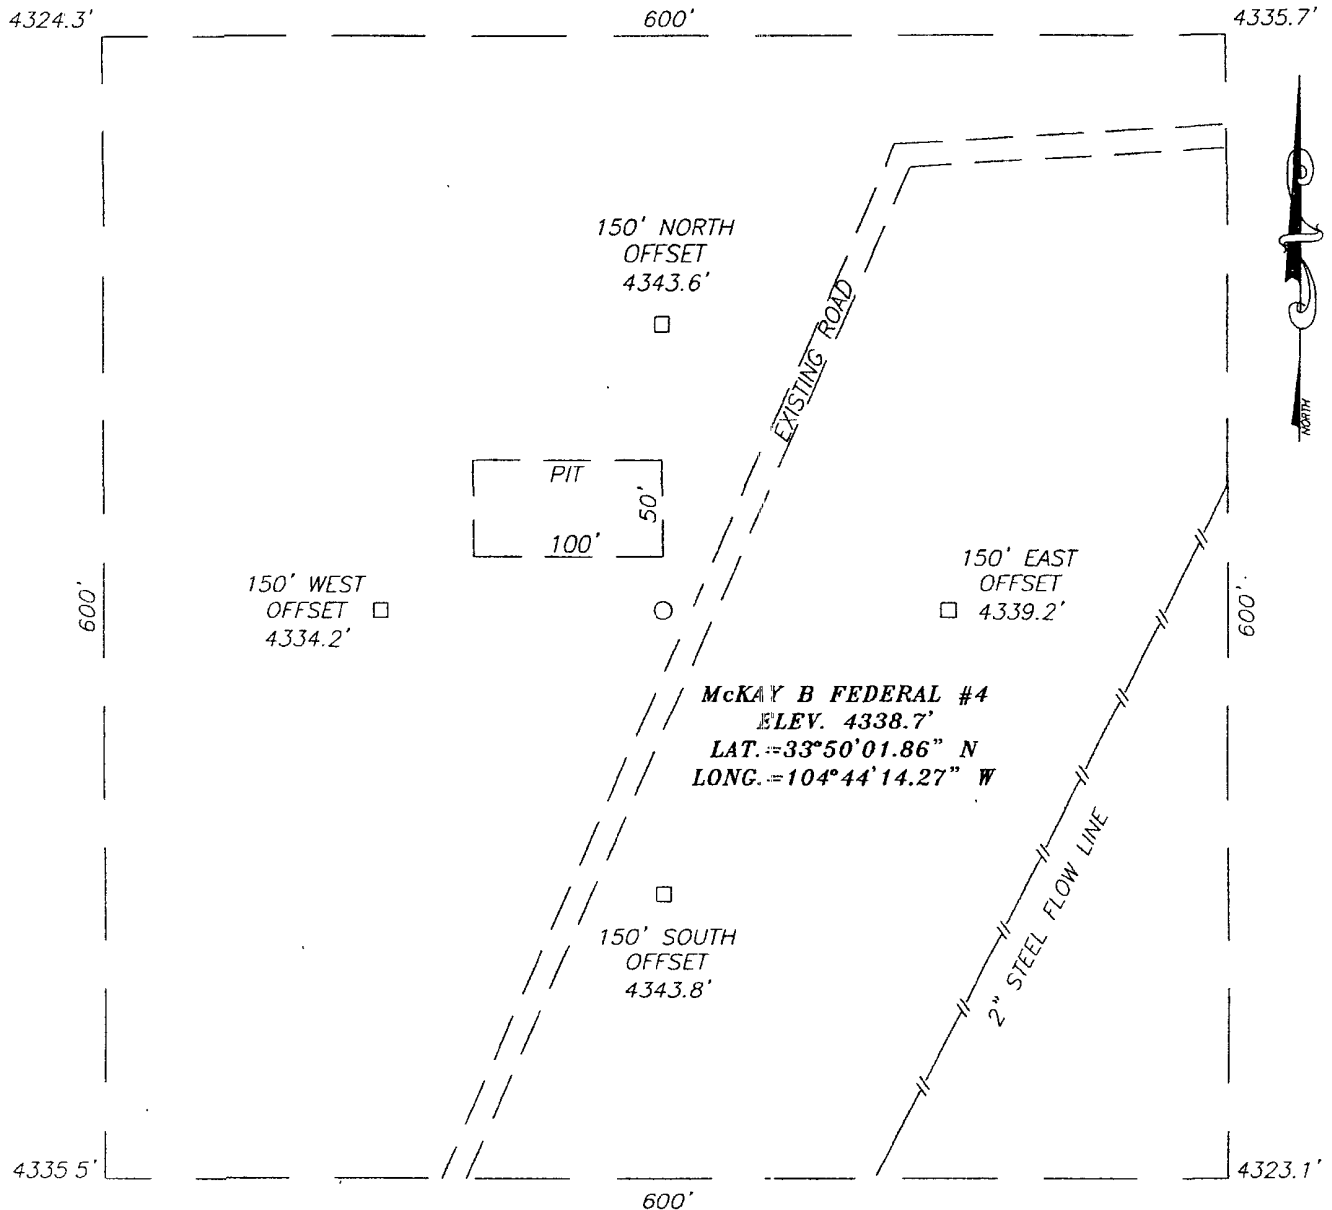 4324.3'
600'
4335.7'
150' NORTH
OFFSET
4343.6'
EXISTING ROAD
NORTH
PIT
50'
100'
150' WEST
OFFSET
4334.2'
600'
150' EAST
OFFSET
4339.2'
600'
McKAY B FEDERAL #4
ELEV. 4338.7'
LAT.=33°50'01.86" N
LONG.=104°44'14.27" W
2" STEEL FLOW LINE
150' SOUTH
OFFSET
4343.8'
4335 5'
600'
4323.1'